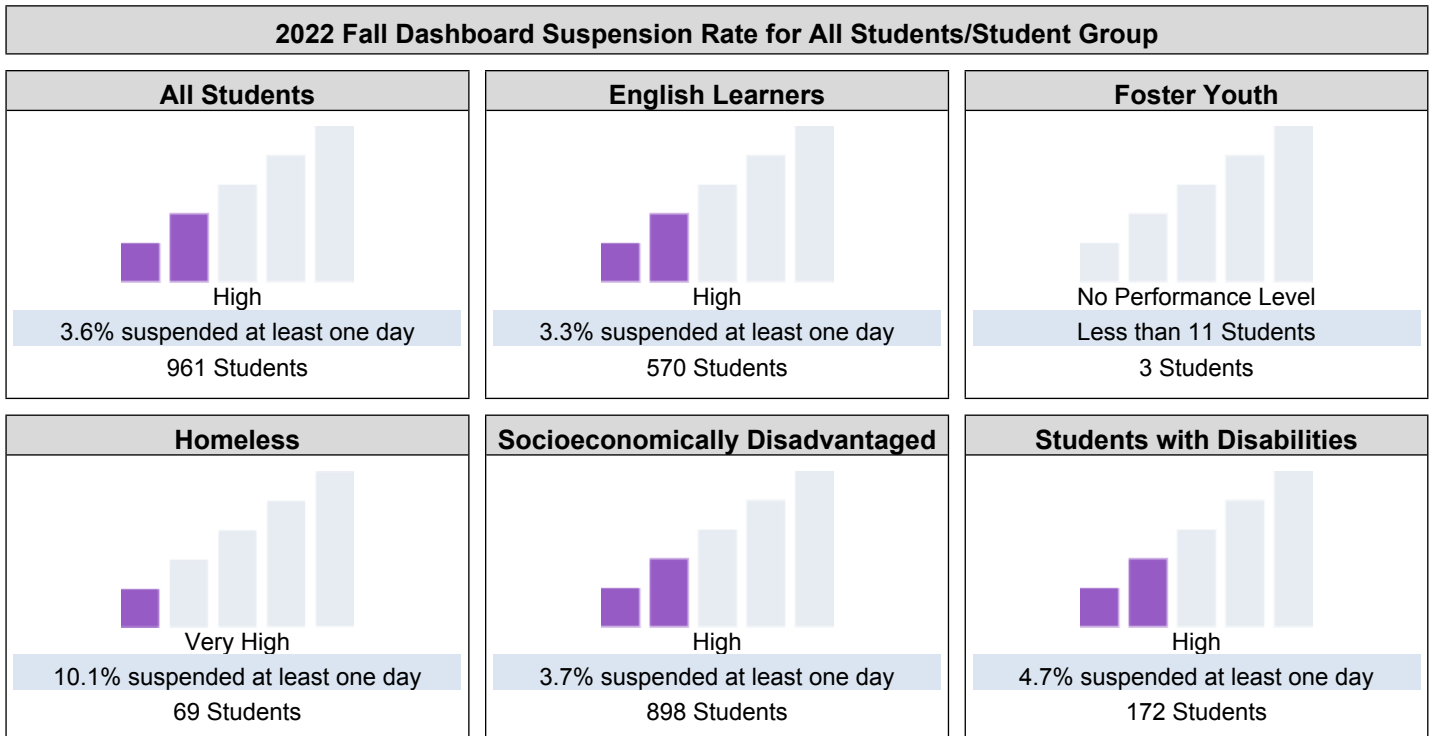 2022 Fall Dashboard Suspension Rate for All Students/Student Group
All Students
High
3.6% suspended at least one day
961 Students
English Learners
High
3.3% suspended at least one day
570 Students
Foster Youth
No Performance Level
Less than 11 Students
3 Students
Homeless
Very High
10.1% suspended at least one day
69 Students
Socioeconomically Disadvantaged
High
3.7% suspended at least one day
898 Students
Students with Disabilities
High
4.7% suspended at least one day
172 Students